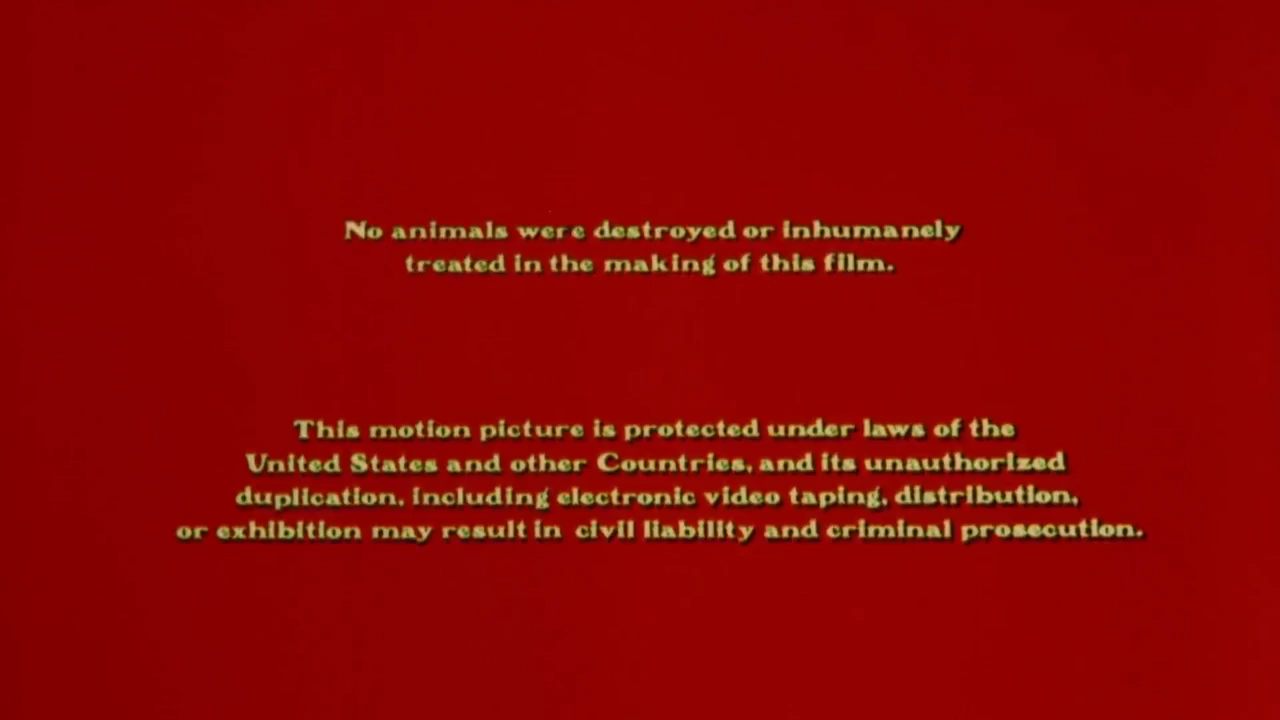 No animals were destroyed or inhumanely
treated in the making of this film.
This motion picture is protected under laws of the
United States and other Countries, and its unauthorized
duplication, including electronic video taping, distribution,
or exhibition may result in civil liability and criminal prosecution.